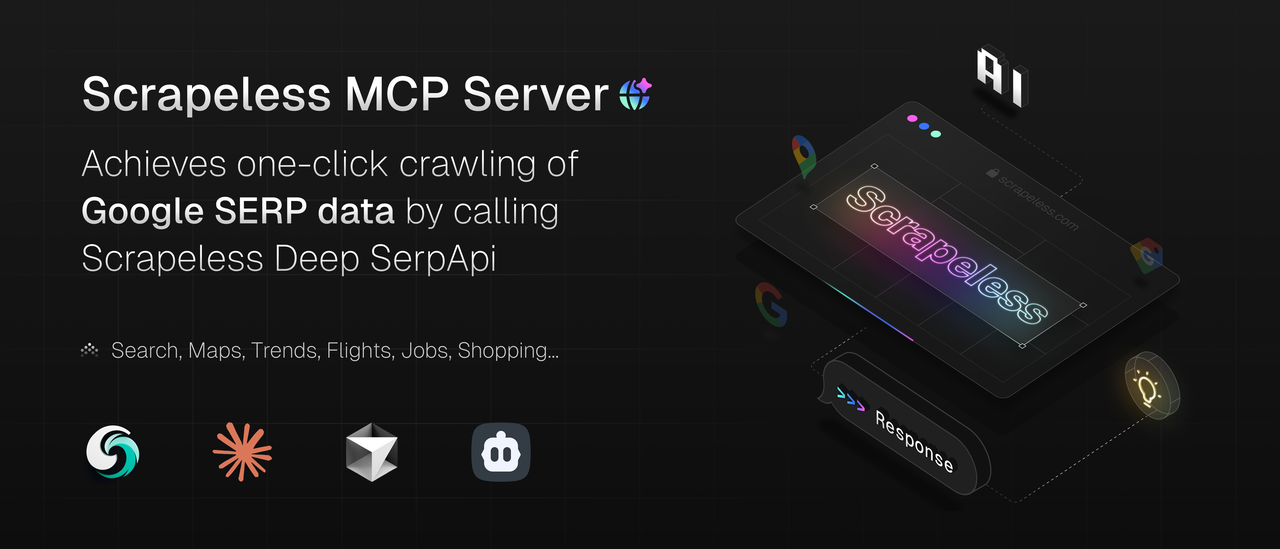 Scrapeless MCP Server
Achieves one-click crawling of
Google SERP data by calling
Scrapeless Deep SerpApi
Search, Maps, Trends, Flights, Jobs, Shopping...
AI
scrapeless.com
Scrapeless
>>> Response